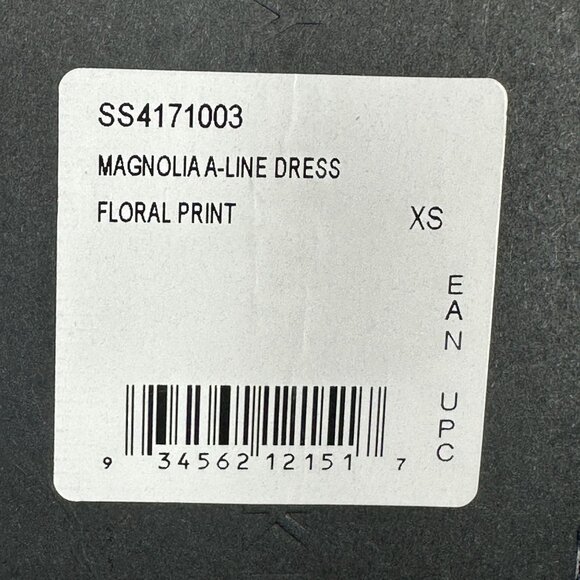 SS4171003
MAGNOLIA A-LINE DRESS
FLORAL PRINT XS
EAN
UPC
9 34562 12151 7